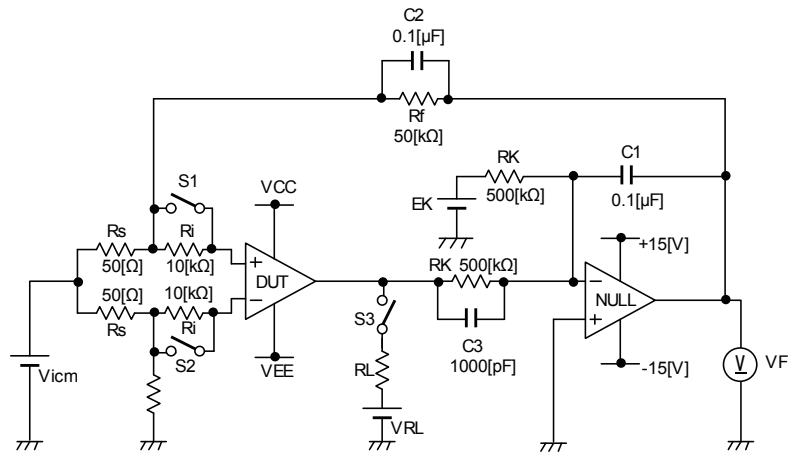 C2
0.1[µF]
Rf
50[kΩ]
RK
500[kΩ]
C1
0.1[µF]
EK
S1
VCC
+15[V]
Rs
50[Ω]
Ri
10[kΩ]
+
−
DUT
RK 500[kΩ]
−
+
NULL
50[Ω]
Rs
10[kΩ]
Ri
S2
VEE
S3
C3
1000[pF]
-15[V]
V
VF
Vicm
RL
VRL